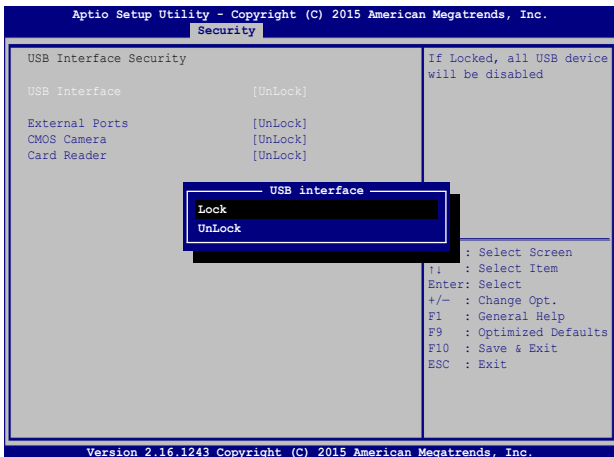 Aptio Setup Utility - Copyright (C) 2015 American Megatrends, Inc.
Security
USB Interface Security
USB Interface [UnLock]
External Ports [UnLock]
CMOS Camera [UnLock]
Card Reader [UnLock]
USB interface
Lock
UnLock
If Locked, all USB device
will be disabled
: Select Screen
↑↓ : Select Item
Enter: Select
+/— : Change Opt.
F1 : General Help
F9 : Optimized Defaults
F10 : Save & Exit
ESC : Exit
Version 2.16.1243 Copyright (C) 2015 American Megatrends, Inc.